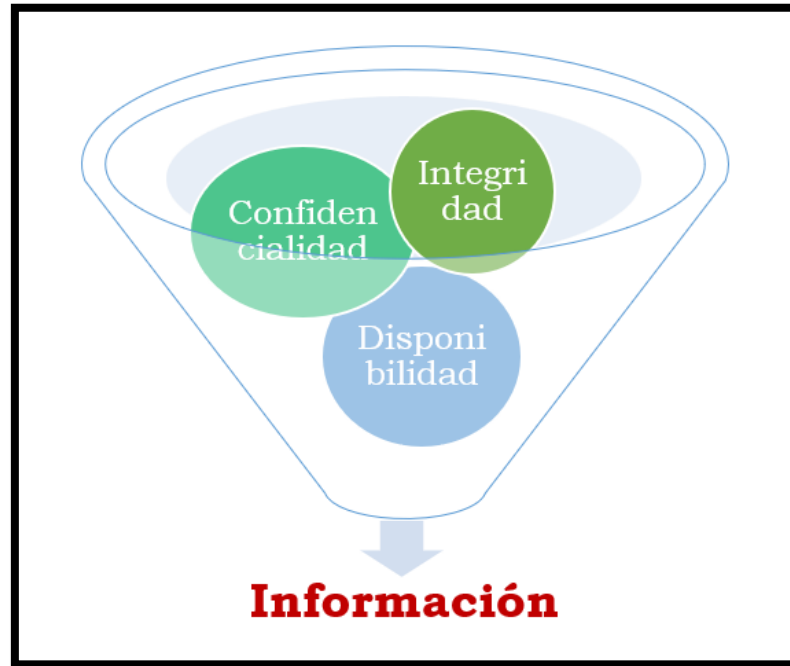 Integri
dad
Confiden
cialidad
Disponi
bilidad
Información